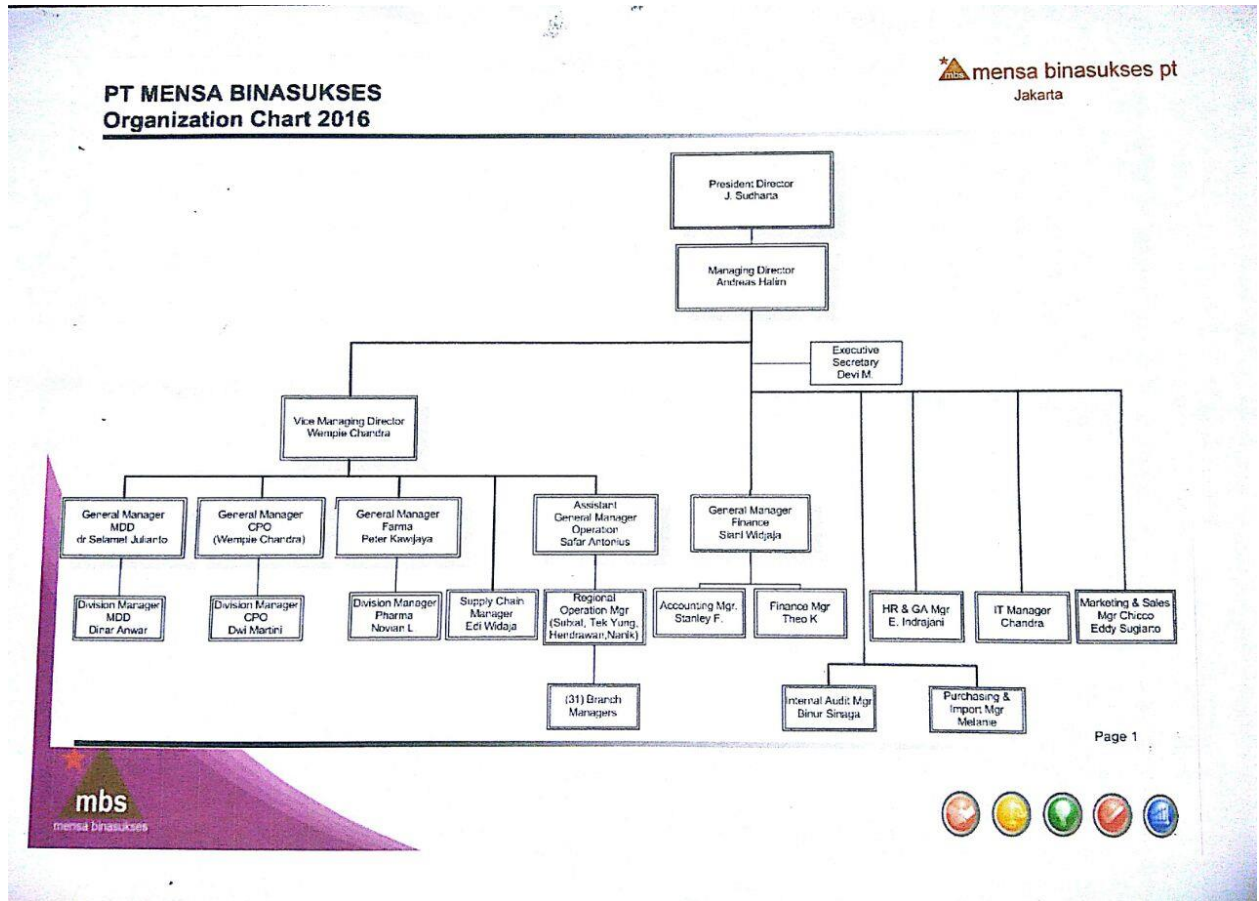 PT MENSA BINASUKSES
Organization Chart 2016
mbs
mensa binasukses pt
Jakarta
President Director
J. Sudharta
Managing Director
Andreas Halim
Executive
Secretary
Devi M.
Vice Managing Director
Wempie Chandra
General Manager
MDD
dr Selamet Julianto
General Manager
CPO
(Wempie Chandra)
General Manager
Farma
Peter Kawijaya
Assistant
General Manager
Operation
Safar Antonius
General Manager
Finance
Siani Widjaja
Division Manager
MDD
Dinar Anwar
Division Manager
CPO
Dwi Martini
Division Manager
Pharma
Novian L
Supply Chain
Manager
Edi Widaja
Regional
Operation Mgr
Tek Yung,
Hendrawan,Nanik)
Accounting Mgr.
Stanley F.
Finance Mgr
Theo K
HR & GA Mgr
E. Indrajani
IT Manager
Chandra
Marketing & Sales
Mgr Chicco
Eddy Sugiarto
(31) Branch
Managers
Internal Audit Mgr
Binur Sinaga
Purchasing &
Import Mgr
Melanie
Page 1
mbs
mensa binasukses